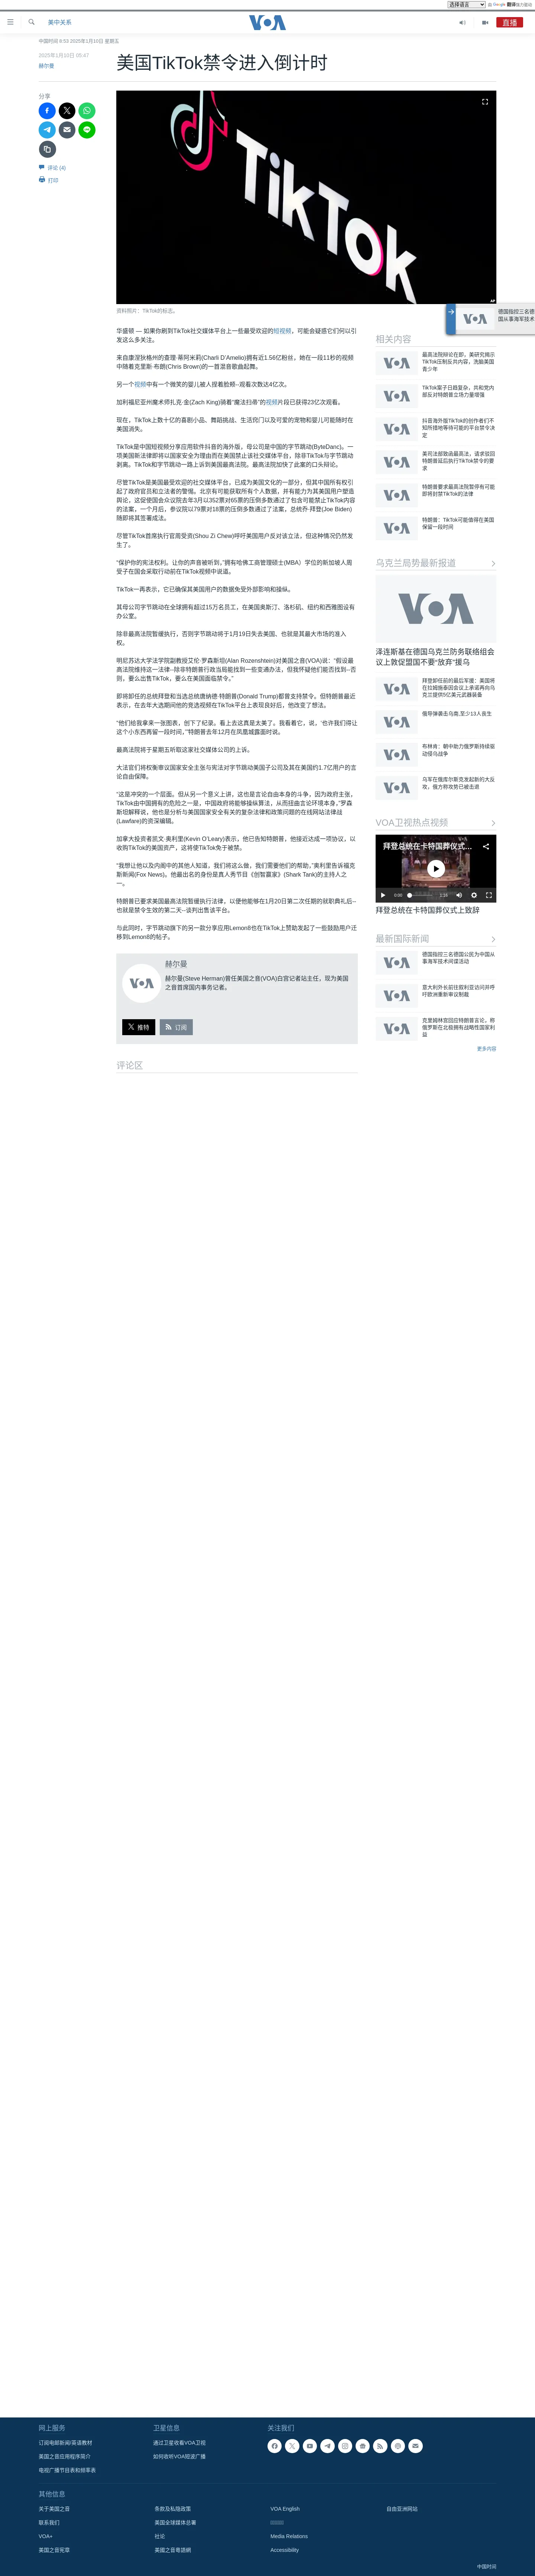 选择语言
翻译
美中关系
VOA
直播
中国时间 6:53 2025年1月10日 星期五
2025年1月10日 05:47
赫尔曼
美国TikTok禁令进入倒计时
分享
评论 (4)
打印
TikTok
TikTok
AP
资料照片：TikTok的标志。
华盛顿 — 如果你刷到TikTok社交媒体平台上一些最受欢迎的短视频，可能会疑惑它们何以引发这么多关注。
来自康涅狄格州的查理·蒂阿米莉(Charli D'Amelio)拥有近1.56亿粉丝，她在一段11秒的视频中随着克里斯·布朗(Chris Brown)的一首混音歌曲起舞。
另一个视频中有一个微笑的婴儿被人捏着脸颊--观看次数达4亿次。
加利福尼亚州魔术师扎克·金(Zach King)骑着“魔法扫帚”的视频片段已获得23亿次观看。
现在，TikTok上数十亿的喜剧小品、舞蹈挑战、生活窍门以及可爱的宠物和婴儿可能在随时在美国消失。
TikTok是中国短视频分享应用软件抖音的海外版，母公司是中国的字节跳动(ByteDanc)。一项美国新法律即将以国家安全为由迫使苹果和谷歌的美国应用商店下架TikTok，除非TikTok与字节跳动剥离。TikTok和字节跳动一路上诉到美国最高法院。最高法院加快了此案的口头辩论。
尽管TikTok是美国最受欢迎的社交媒体平台，已成为美国文化的一部分，但其中国的所有权引起了政府官员和立法者的警惕。北京有可能获取所有个人数据，并有能力为其美国用户塑造舆论，这促使美国会众议院去年3月以352票对65票的压倒多数通过了含有封禁TikTok内容的法案，一个月后，参议院以79票对18票的压倒多数通过了法案，总统乔·拜登(Joe Biden)随即将其签署成法。
尽管TikTok首席执行官周受资(Shou Zi Chew)呼吁美国用户反对该立法，但这种情况仍然发生了。
“保护你的宪法权利。让你的声音被听到，”拥有哈佛工商管理硕士(MBA）学位的新加坡人周受子在国会采取行动前在TikTok视频中说道。
TikTok一再表示，它已确保其美国用户的数据免受外部影响和操纵。
其母公司字节跳动在全球拥有超过15万名员工，在美国奥斯汀、洛杉矶、纽约和西雅图设有办公室。
除非最高法院暂缓执行，否则字节跳动将于1月19日失去美国、也就是其最大市场的准入权。
明尼苏达大学法学院副教授艾伦·罗森斯坦(Alan Rozenshtein)对美国之音(VOA)说：“假设最高法院维持这一法律--除非特朗普行政当局能想到一些变通办法，但我怀疑他们能否找到--否则，要么出售TikTok，要么在美国面临禁令。”
即将卸任的总统拜登和当选总统唐纳德·特朗普(Donald Trump)都曾支持禁令。但特朗普最近表示，在去年大选期间他的竞选视频在TikTok平台上表现良好后，他改变了想法。
“他们给我拿来一张图表，创下了纪录。看上去这真是太美了。我看着它，说，‘也许我们得让这个小东西再留一段时间，’”特朗普去年12月在凤凰城露面时说。
最高法院将于星期五听取这家社交媒体公司的上诉。
大法官们将权衡带议国家安全主张与宪法对字节跳动美国子公司及其在美国约1.7亿用户的言论自由保障。
“这是冲突的一个层面。但从另一个意义上讲，这也是言论自由本身的斗争，因为政府主张，TikTok由中国拥有的危险之一是，中国政府将能够操纵算法，从而扭曲言论环境本身，”罗森斯坦解释说，他也是分析与美国国家安全有关的复杂法律和政策问题的在线网站法律战(Lawfare)的资深编辑。
加拿大投资者凯文·奥利里(Kevin O'Leary)表示，他已告知特朗普，他接近达成一项协议，以收购TikTok的美国资产，这将使TikTok免于被禁。
“我想让他以及内阁中的其他人知道，我们将这么做，我们需要他们的帮助，”奥利里告诉福克斯新闻(Fox News)。他最出名的身份是真人秀节目《创智赢家》(Shark Tank)的主持人之一。
特朗普已要求美国最高法院暂缓执行该法律，以便他能够在1月20日第二次任期的就职典礼后--也就是禁令生效的第二天--谈判出售该平台。
与此同时，字节跳动旗下的另一款分享应用Lemon8也在TikTok上赞助发起了一些鼓励用户迁移到Lemon8的帖子。
VOA
赫尔曼
赫尔曼(Steve Herman)曾任美国之音(VOA)白宫记者站主任，现为美国之音首席国内事务记者。
推特
订阅
评论区
VOA
德国指控三名德
国从事海军技术
相关内容
最高法院辩论在即，美研究揭示TikTok压制反共内容，洗脑美国青少年
TikTok案子日趋复杂，共和党内部反对特朗普立场力量增强
抖音海外版TikTok的创作者们不知所措地等待可能的平台禁令决定
美司法部敦函最高法，请求驳回特朗普延后执行TikTok禁令的要求
特朗普要求最高法院暂停有可能即将封禁TikTok的法律
特朗普：TikTok可能值得在美国保留一段时间
乌克兰局势最新报道
VOA
泽连斯基在德国乌克兰防务联络组会议上敦促盟国不要“放弃”援乌
拜登卸任前的最后军援：美国将在拉姆施泰因会议上承诺再向乌克兰提供5亿美元武器装备
俄导弹袭击乌南,至少13人丧生
布林肯：朝中助力俄罗斯持续驱动侵乌战争
乌军在俄库尔斯克发起新的大反攻，俄方称攻势已被击退
VOA卫视热点视频
拜登总统在卡特国葬仪式...
0:00
拜登总统在卡特国葬仪式上致辞
最新国际新闻
德国指控三名德国公民为中国从事海军技术间谍活动
意大利外长前往叙利亚访问并呼吁欧洲重新审议制裁
克里姆林宫回应特朗普言论，称俄罗斯在北极拥有战略性国家利益
更多内容
网上服务
订阅电邮新闻/英语教材
美国之音应用程序简介
电视广播节目表和频率表
卫星信息
通过卫星收看VOA卫视
如何收听VOA短波广播
关注我们
其他信息
关于美国之音
联系我们
VOA+
美国之音宪章
条款及私隐政策
美国全球媒体总署
社论
美國之音粵語網
VOA English
Media Relations
Accessibility
自由亚洲网站
中国时间